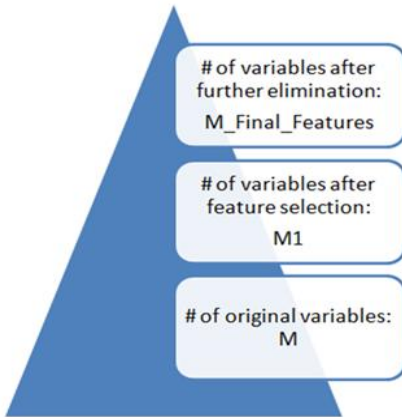 # of variables after
further elimination:
M_Final_Features
# of variables after
feature selection:
M1
# of original variables:
M